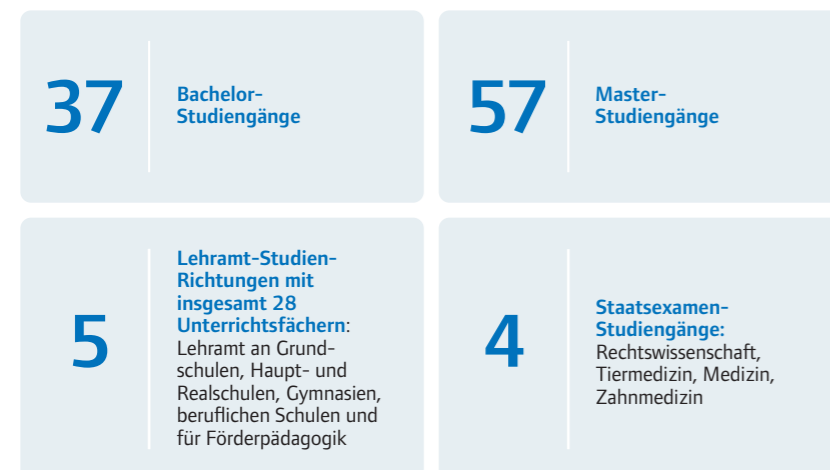 37
Bachelor-
Studiengänge
57
Master-
Studiengänge
5
Lehramt-Studien-
Richtungen mit
insgesamt 28
Unterrichtsfächern:
Lehramt an Grund-
schulen, Haupt- und
Realschulen, Gymnasien,
beruflichen Schulen und
für Förderpädagogik
4
Staatsexamen-
Studiengänge:
Rechtswissenschaft,
Tiermedizin, Medizin,
Zahnmedizin